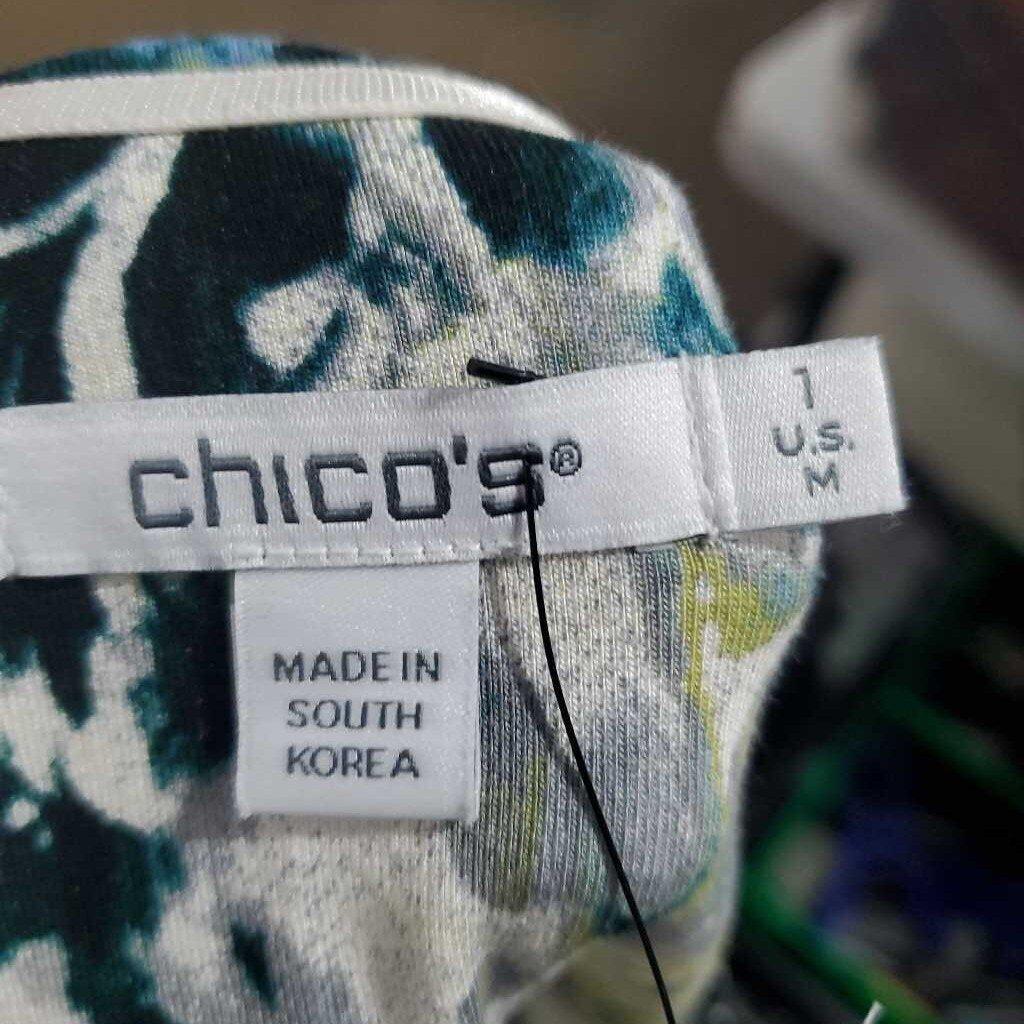 chico's®
1
U.S.
M
MADE IN
SOUTH
KOREA